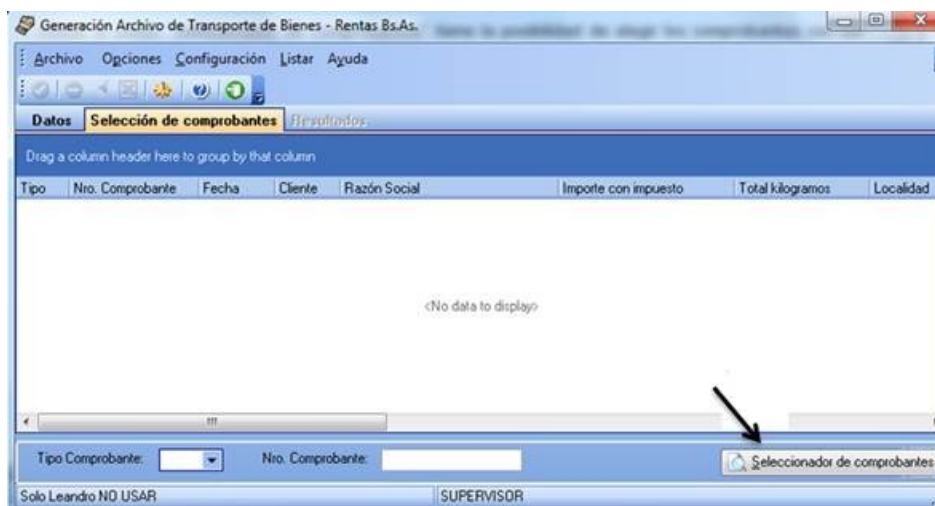 Generación Archivo de Transporte de Bienes - Rentas Bs.As.
Archivo Opciones Configuración Listar Ayuda
Datos Selección de comprobantes Resultados
Drag a column header here to group by that column
Tipo Nro. Comprobante Fecha Cliente Razón Social Importe con impuesto Total kilogramos Localidad
<No data to display>
Tipo Comprobante: Nro. Comprobante: Seleccionador de comprobantes
Solo Leandro NO USAR SUPERVISOR